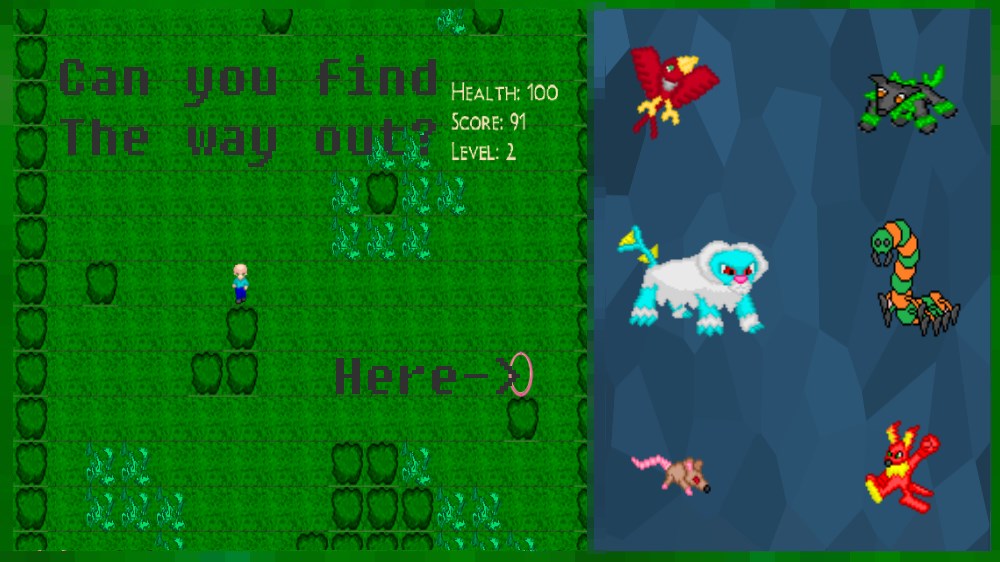 Can you find
The way out?
Health: 100
Score: 91
Level: 2
Here->